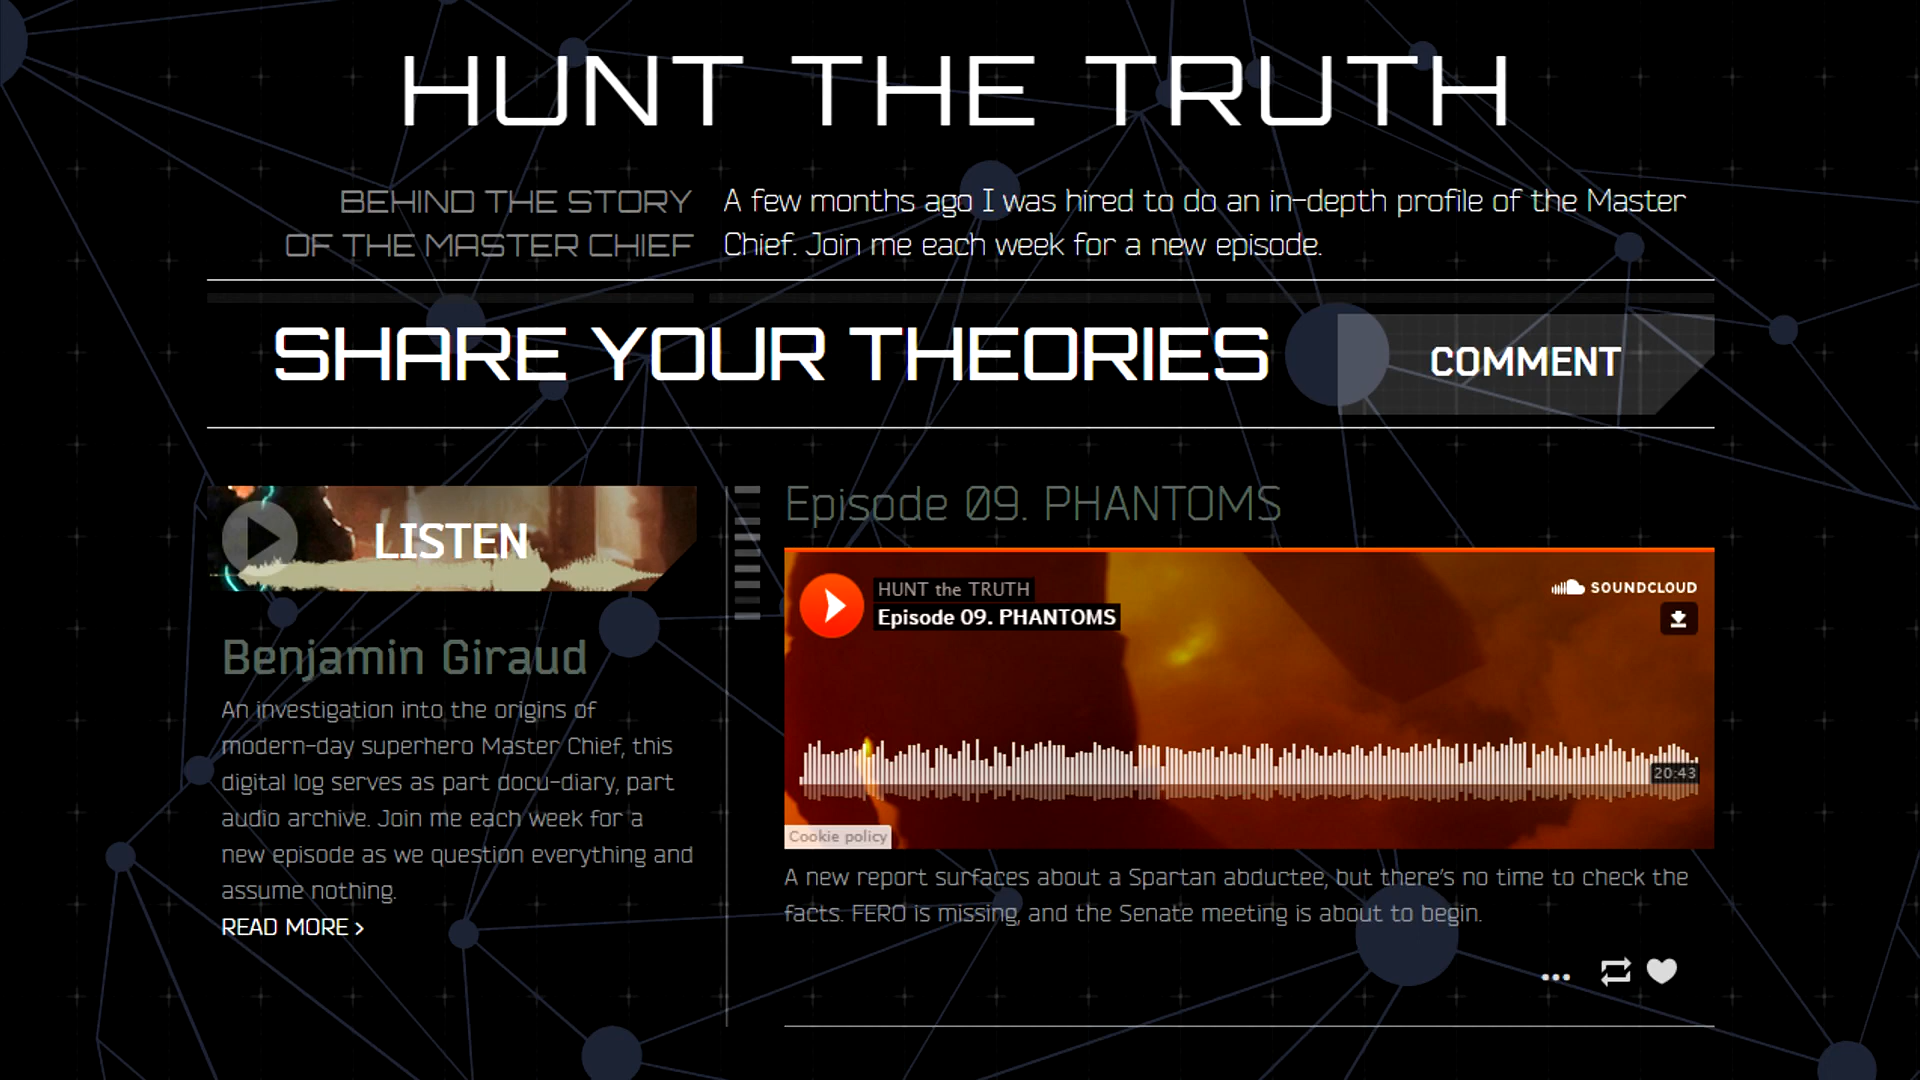 HUNT THE TRUTH
BEHIND THE STORY
OF THE MASTER CHIEF
A few months ago I was hired to do an in-depth profile of the Master
Chief. Join me each week for a new episode.
SHARE YOUR THEORIES
COMMENT
LISTEN
Benjamin Giraud
An investigation into the origins of
modern-day superhero Master Chief, this
digital log serves as part docu-diary, part
audio archive. Join me each week for a
new episode as we question everything and
assume nothing.
READ MORE >
Episode 09. PHANTOMS
HUNT the TRUTH
Episode 09. PHANTOMS
SOUNDCLOUD
20:43
Cookie policy
A new report surfaces about a Spartan abductee, but there's no time to check the
facts. FERO is missing, and the Senate meeting is about to begin.